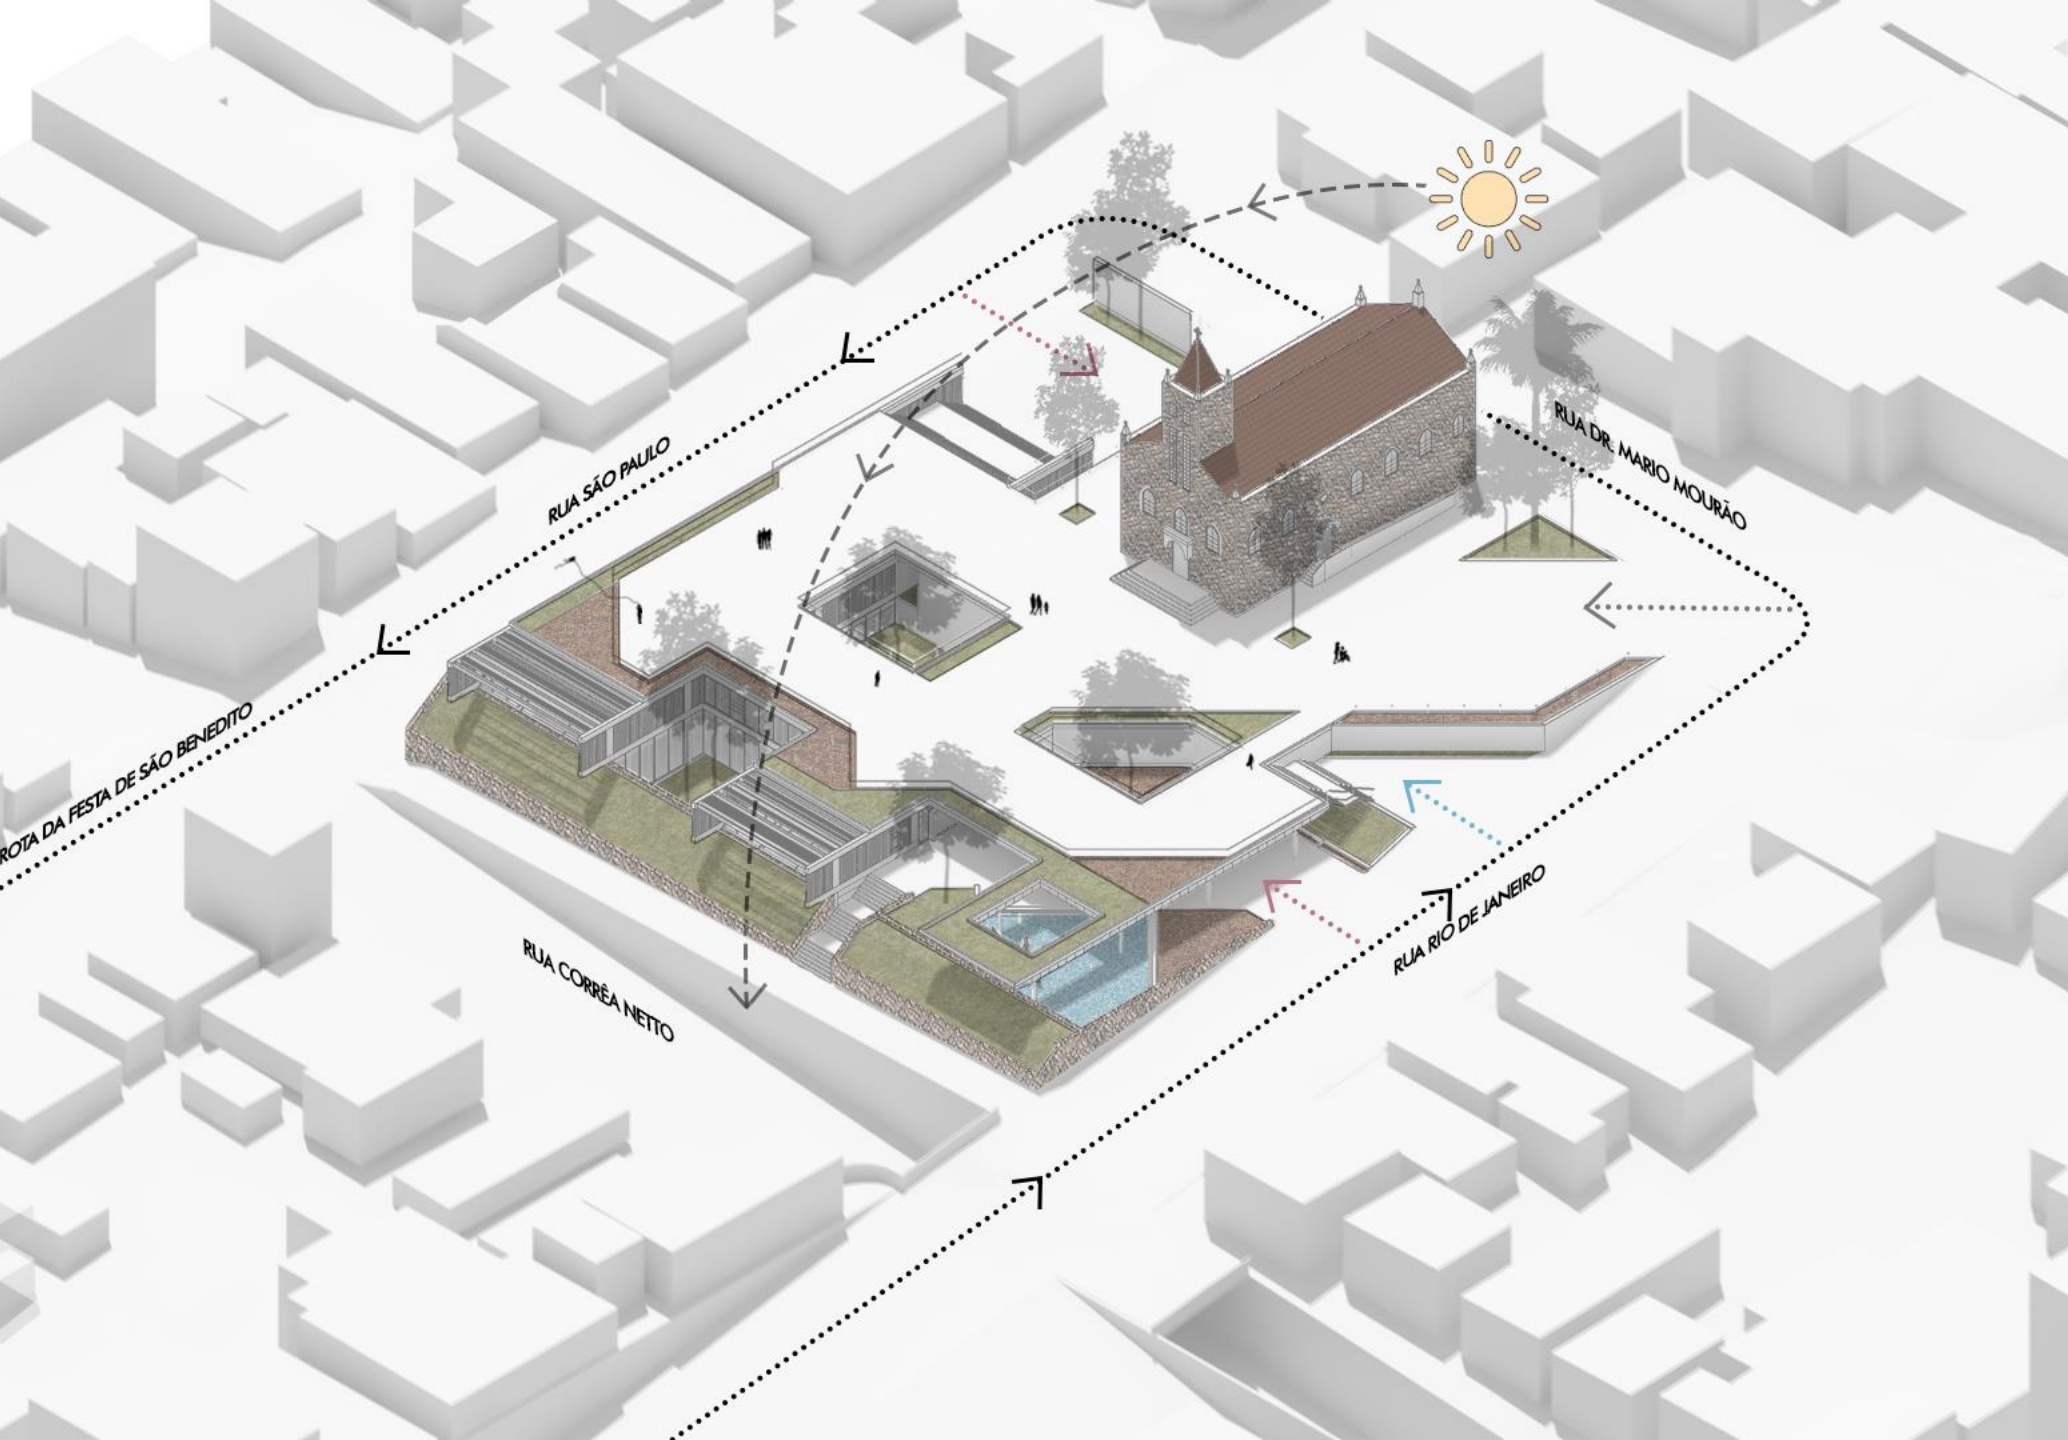 RUA SÃO PAULO
RUA DR. MARIO MOURÃO
ROTA DA FESTA DE SÃO BENEDITO
RUA CORRÊA NETTO
RUA RIO DE JANEIRO